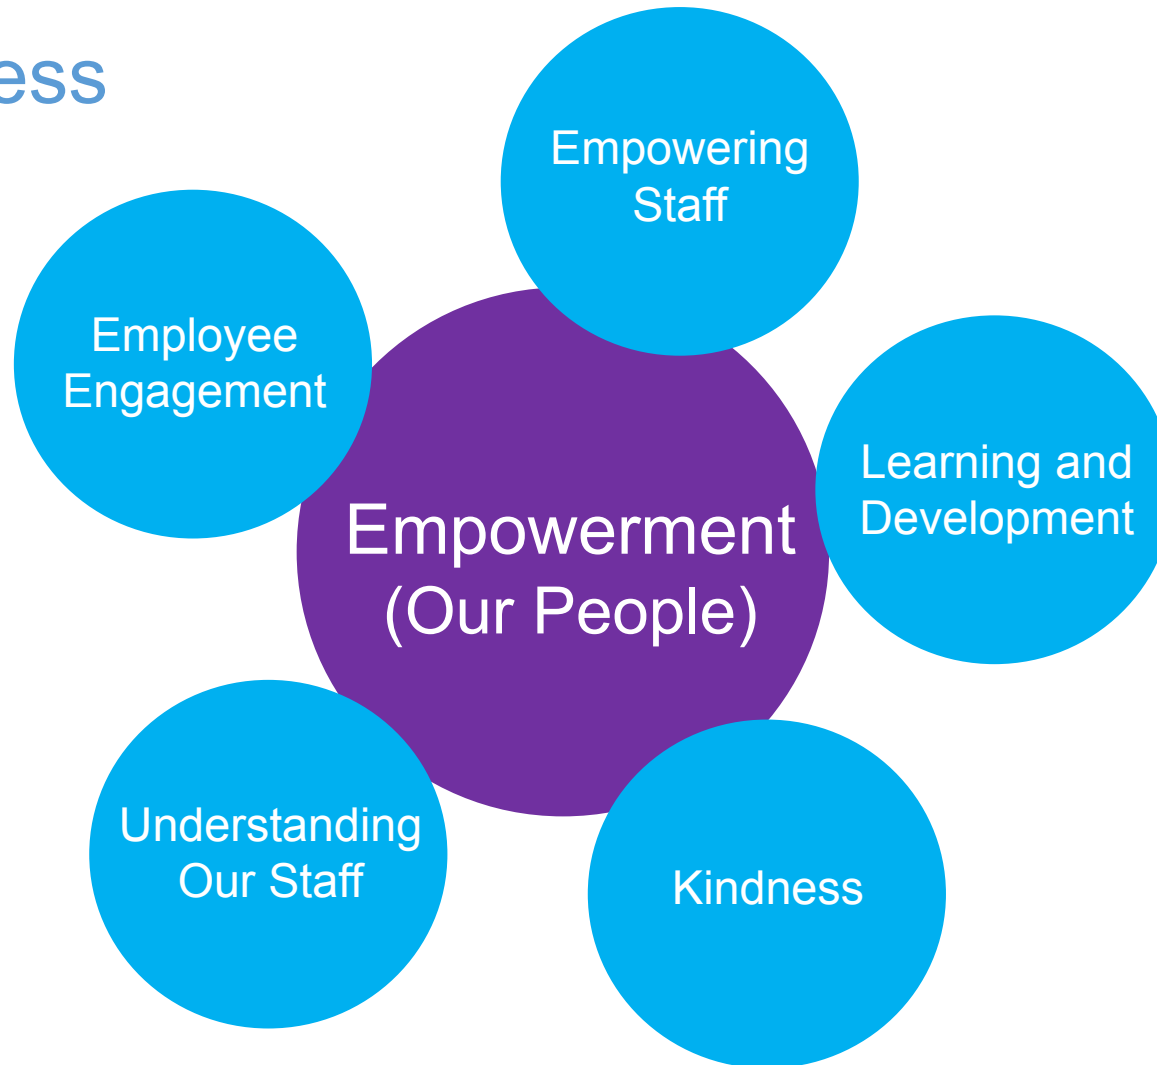 ess
Empowering
Staff
Employee
Engagement
Learning and
Development
Empowerment
(Our People)
Understanding
Our Staff
Kindness